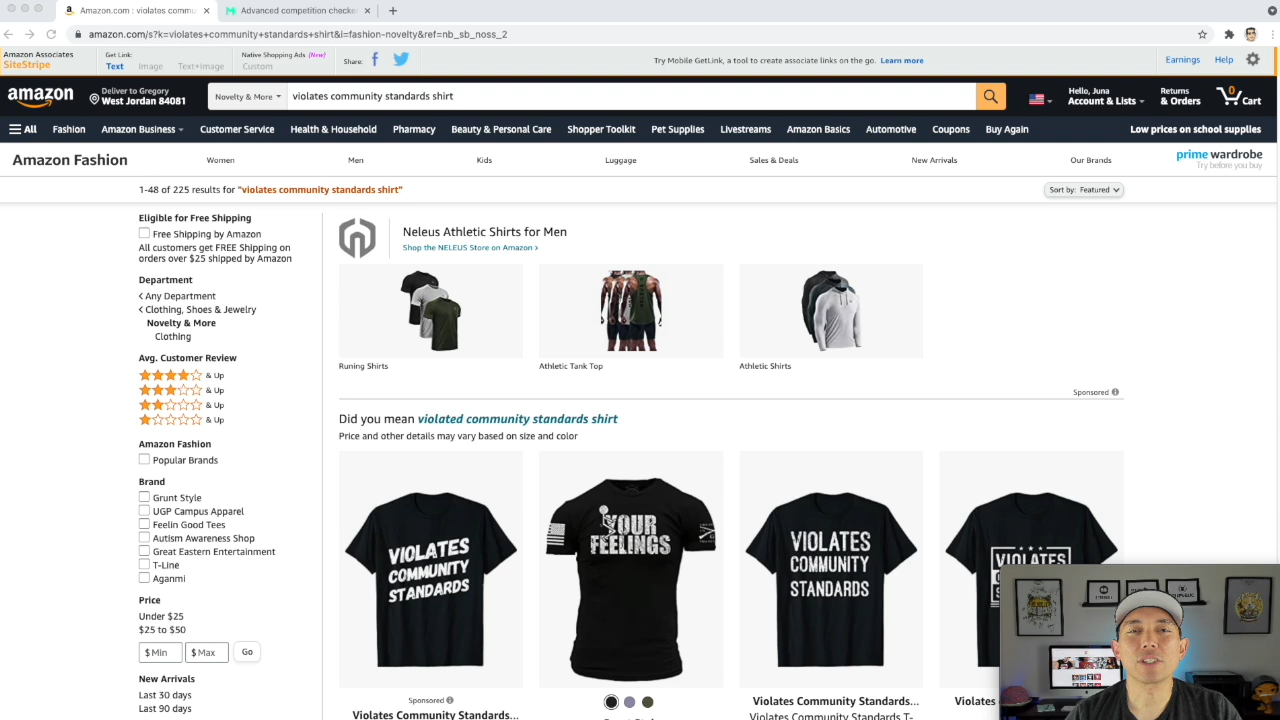 Amazon.com : violates commu
Advanced competition checker
amazon.com/s?k=violates+community+standards+shirt&i=fashion-novelty&ref=nb_sb_noss_2
Amazon Associates
SiteStripe
Get Link:
Text
Image
Text+Image
Native Shopping Ads (New)
Custom
Share:
Try Mobile GetLink, a tool to create associate links on the go. Learn more
Earnings
Help
amazon
Deliver to Gregory
West Jordan 84081
Novelty & More
violates community standards shirt
Hello, Juna
Account & Lists
Returns
& Orders
0
Cart
All
Fashion
Amazon Business
Customer Service
Health & Household
Pharmacy
Beauty & Personal Care
Shopper Toolkit
Pet Supplies
Livestreams
Amazon Basics
Automotive
Coupons
Buy Again
Low prices on school supplies
Amazon Fashion
Women
Men
Kids
Luggage
Sales & Deals
New Arrivals
Our Brands
prime wardrobe
Try before you buy
1-48 of 225 results for "violates community standards shirt"
Sort by: Featured
Eligible for Free Shipping
Free Shipping by Amazon
All customers get FREE Shipping on
orders over $25 shipped by Amazon
Department
Any Department
Clothing, Shoes & Jewelry
Novelty & More
Clothing
Avg. Customer Review
& Up
& Up
& Up
& Up
Amazon Fashion
Popular Brands
Brand
Grunt Style
UGP Campus Apparel
Feelin Good Tees
Autism Awareness Shop
Great Eastern Entertainment
T-Line
Aganmi
Price
Under $25
$25 to $50
$ Min
$ Max
Go
New Arrivals
Last 30 days
Last 90 days
Neleus Athletic Shirts for Men
Shop the NELEUS Store on Amazon ›
Runing Shirts
Athletic Tank Top
Athletic Shirts
Sponsored
Did you mean violated community standards shirt
Price and other details may vary based on size and color
VIOLATES
COMMUNITY
STANDARDS
YOUR
FEELINGS
VIOLATES
COMMUNITY
STANDARDS
VIOLATES
Sponsored
Violates Community Standards...
Violates Community Standards...
Violates Community Standards T-